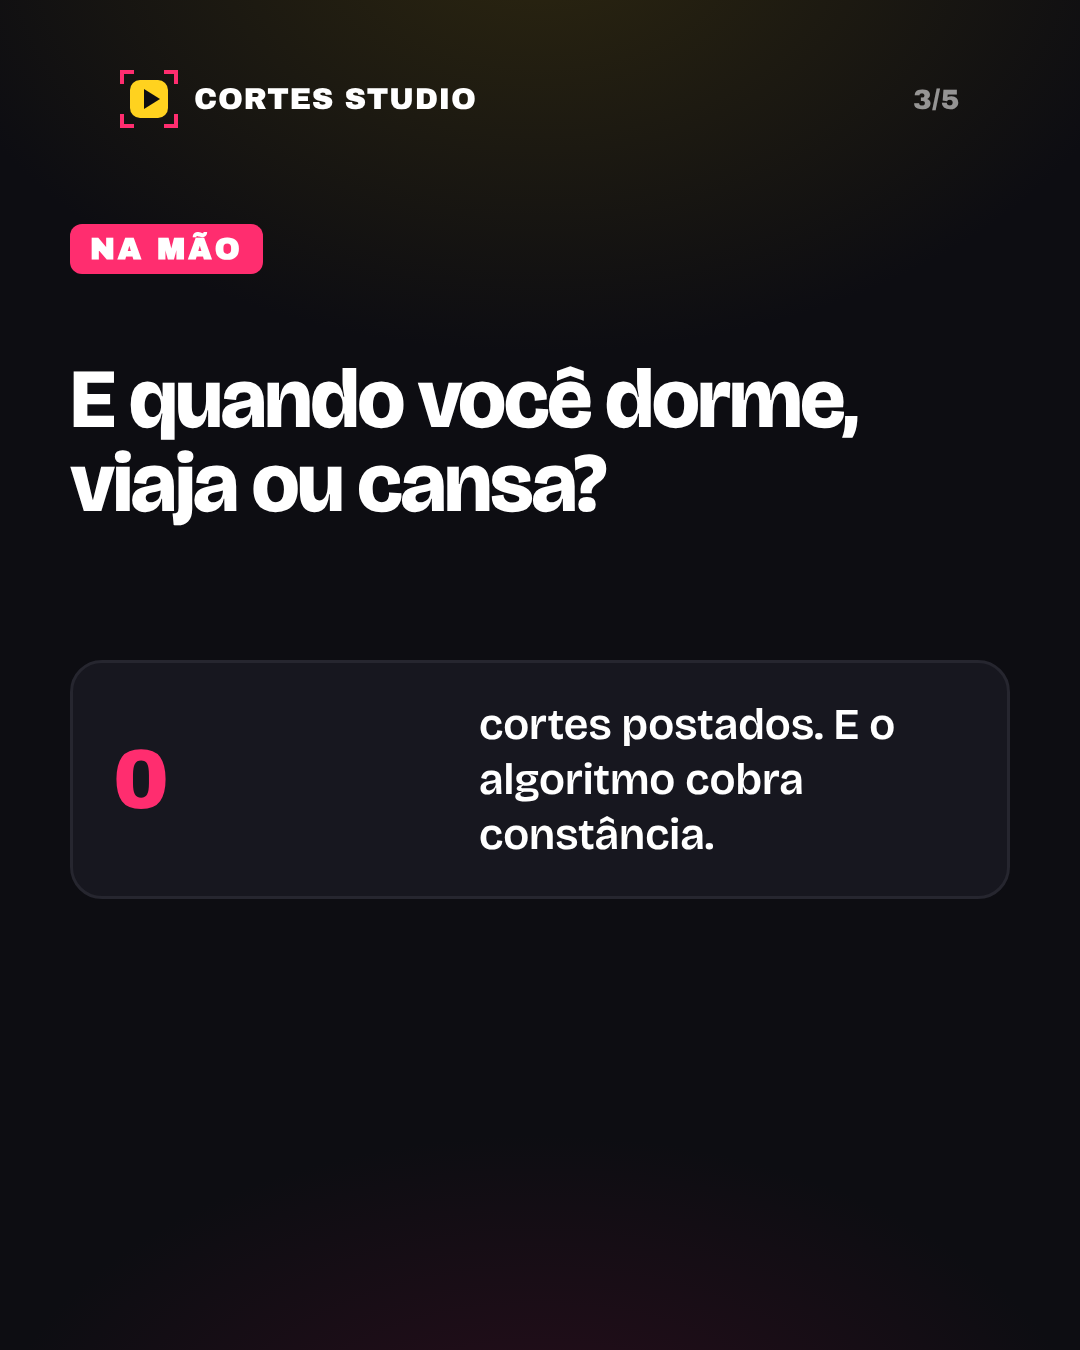 CORTES STUDIO
3/5
NA MÃO
E quando você dorme,
viaja ou cansa?
0
cortes postados. E o
algoritmo cobra
constância.